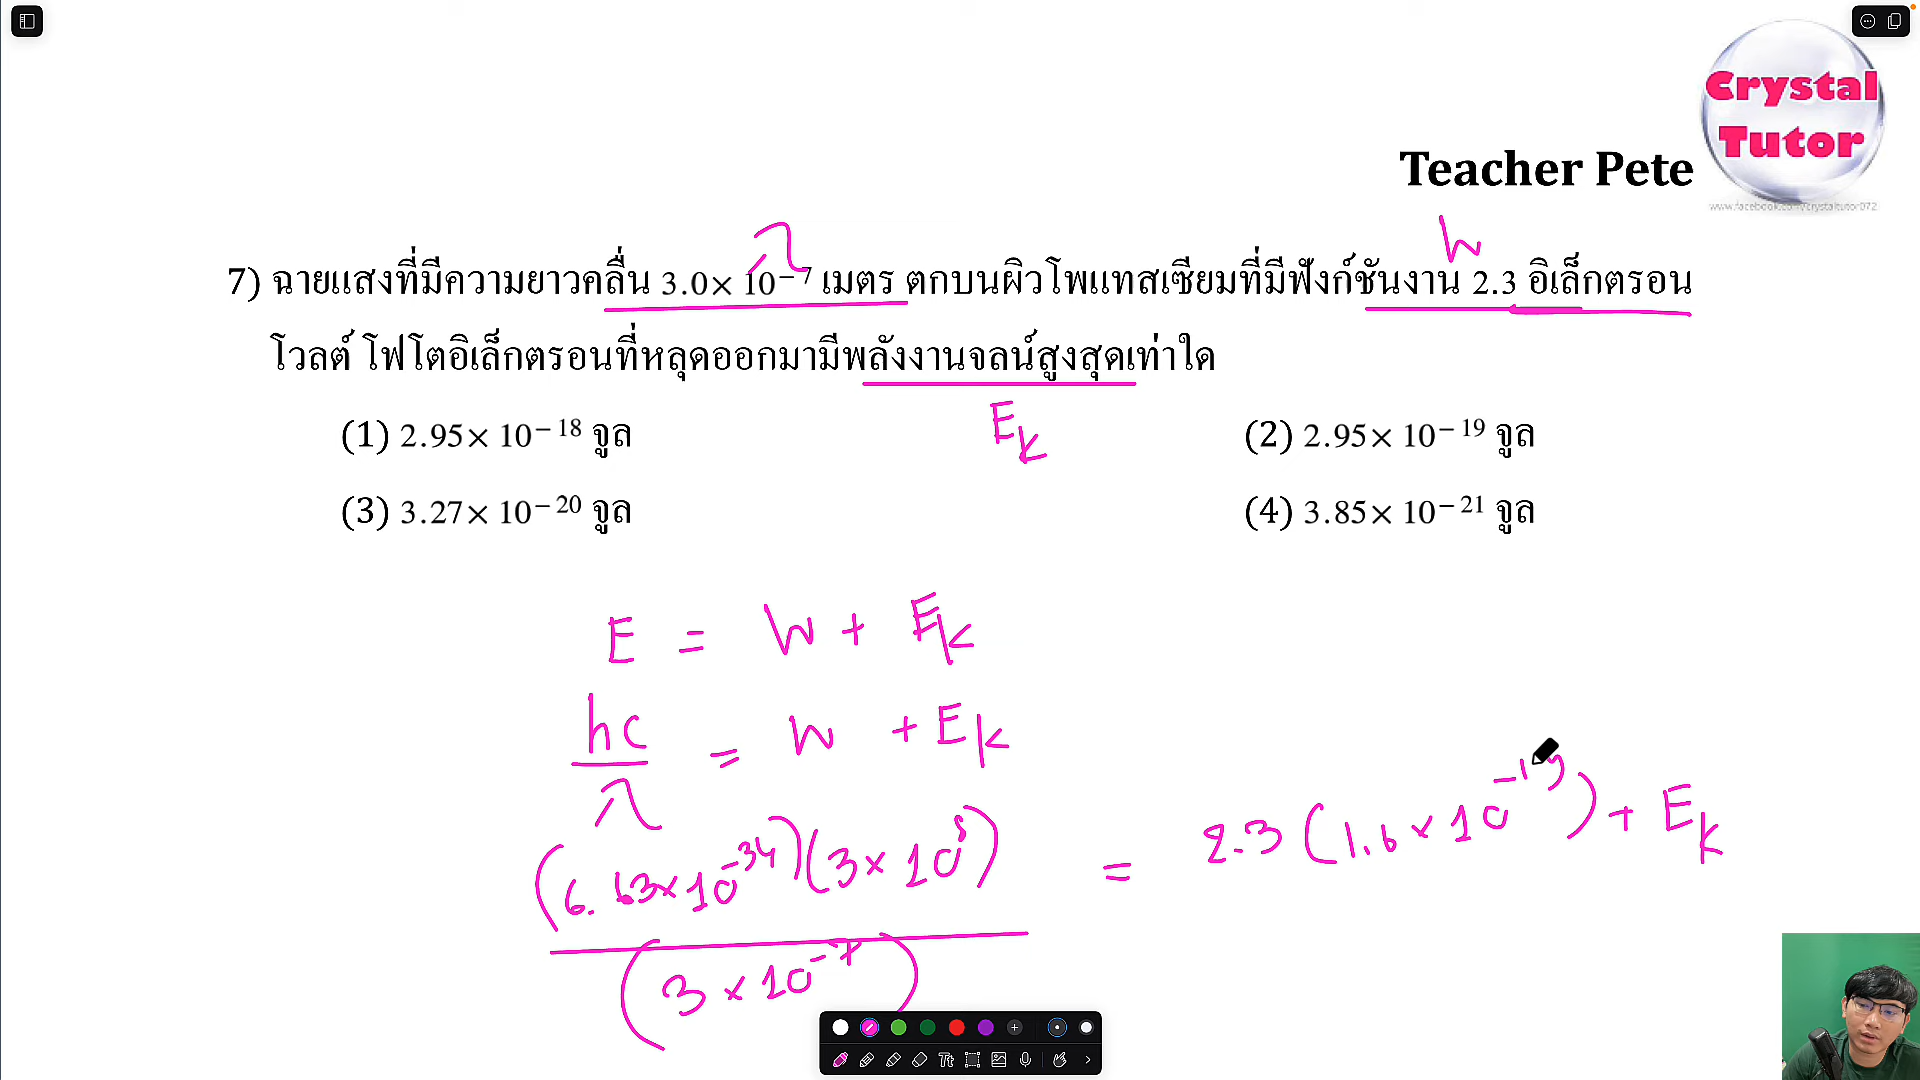 Crystal
Tutor
www.facebook.com/crystaltutor072
Teacher Pete
W
λ
7) ฉายแสงที่มีความยาวคลื่น 3.0× 10⁻⁷ เมตร ตกบนผิวโพแทสเซียมที่มีฟังก์ชันงาน 2.3 อิเล็กตรอน
โวลต์ โฟโตอิเล็กตรอนที่หลุดออกมามีพลังงานจลน์สูงสุดเท่าใด
Eₖ
(1) 2.95× 10⁻¹⁸ จูล
(2) 2.95× 10⁻¹⁹ จูล
(3) 3.27× 10⁻²⁰ จูล
(4) 3.85× 10⁻²¹ จูล
E = W + Eₖ
hc/λ = W + Eₖ
(6.63×10⁻³⁴)(3×10⁸)/(3×10⁻⁷) = 2.3(1.6×10⁻¹⁹) + Eₖ
Tт